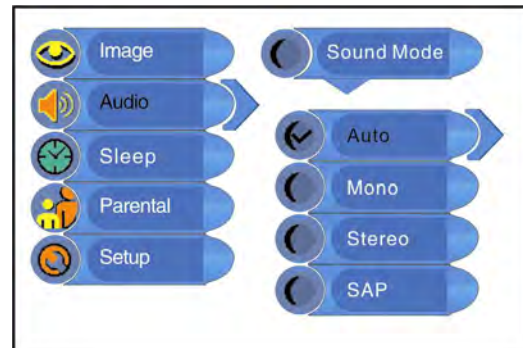 Image
Audio
Sleep
Parental
Setup
Sound Mode
Auto
Mono
Stereo
SAP